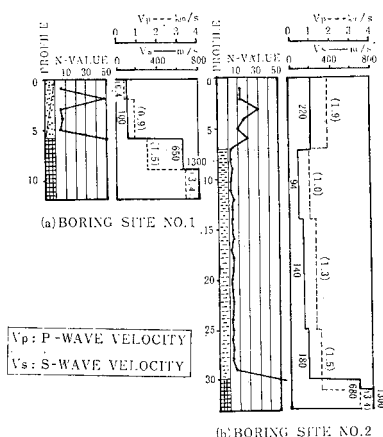 Vp--- km/s
0 1 2 3 4
Vs— m/s
PROFILE
N-VALUE
10 30 50
400 800
0
5
10
100
(0.9)
(1.5)
650
1300
(3.4)
(a) BORING SITE NO.1
Vp: P-WAVE VELOCITY
Vs: S-WAVE VELOCITY
Vp--- km/s
0 1 2 3 4
Vs— m/s
PROFILE
N-VALUE
10 30 50
400 800
0
5
10
15
20
25
30
220
(1.9)
94
(1.0)
140
(1.3)
180
(1.5)
680
(3.4)
1300
(b) BORING SITE NO.2